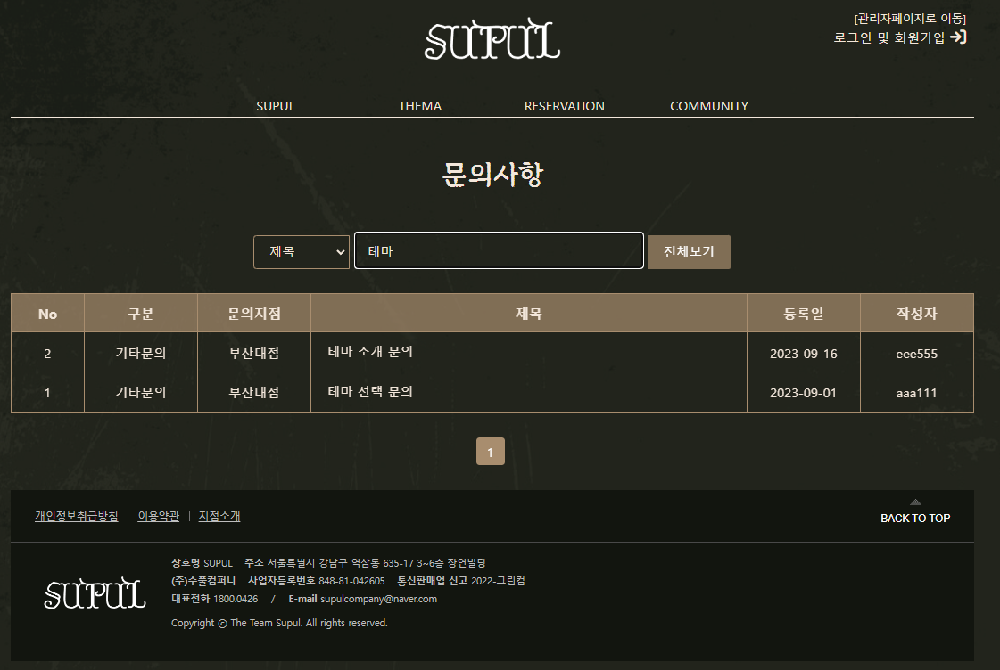 [관리자페이지로 이동]
SUPUL
로그인 및 회원가입
SUPUL THEMA RESERVATION COMMUNITY
문의사항
제목 테마 전체보기
No 구분 문의지점 제목 등록일 작성자
2 기타문의 부산대점 테마 소개 문의 2023-09-16 eee555
1 기타문의 부산대점 테마 선택 문의 2023-09-01 aaa111
1
개인정보취급방침 | 이용약관 | 지점소개
BACK TO TOP
상호명 SUPUL 주소 서울특별시 강남구 역삼동 635-17 3~6층 장연빌딩
(주)수풀컴퍼니 사업자등록번호 848-81-042605 통신판매업 신고 2022-그린컴
SUPUL
대표전화 1800.0426 / E-mail supulcompany@naver.com
Copyright ⓒ The Team Supul. All rights reserved.